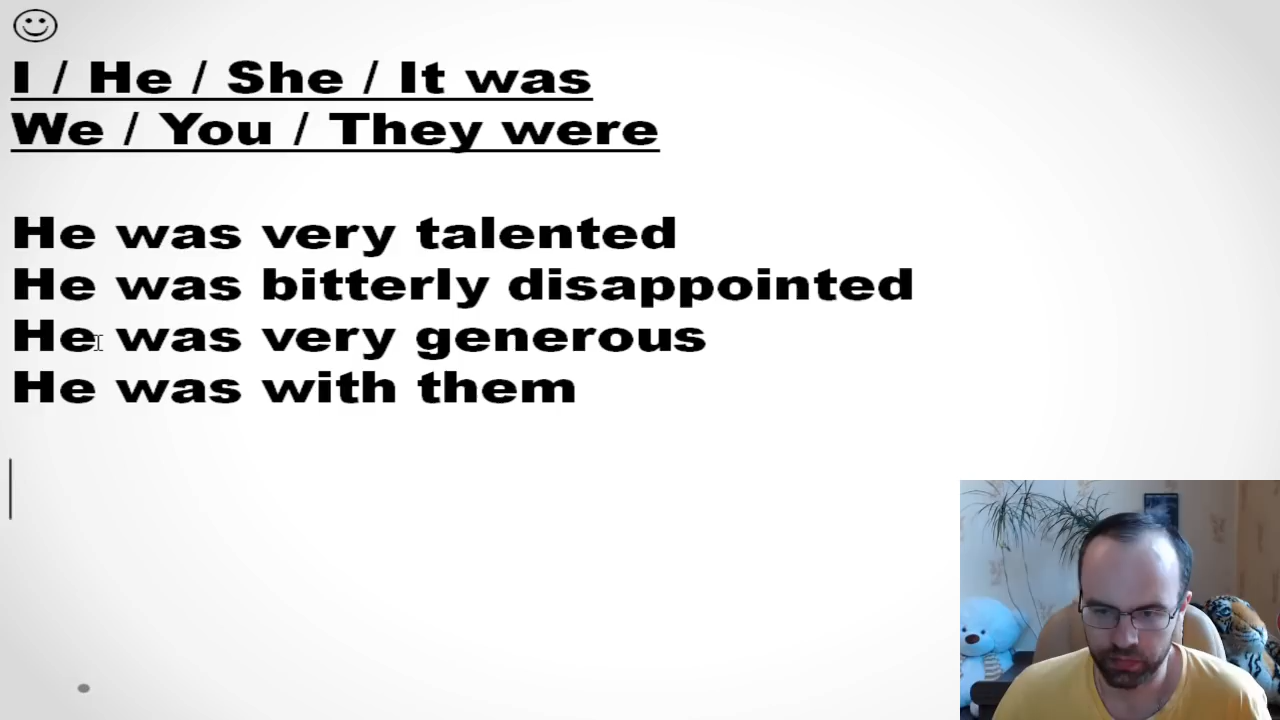 I / He / She / It was
We / You / They were
He was very talented
He was bitterly disappointed
He was very generous
He was with them